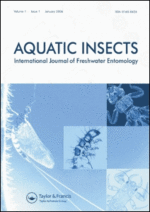 AQUATIC INSECTS
International Journal of Freshwater Entomology
Taylor & Francis